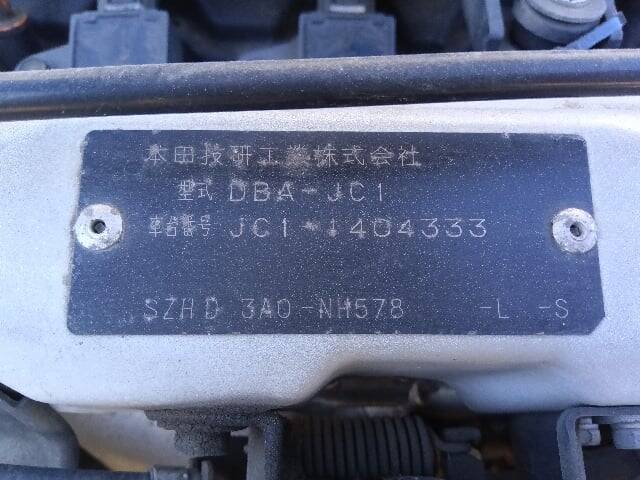 本田技研工業株式会社
型式 DBA-JC1
車台番号 JC1-1404333
SZHD 3A0-NH578 -L -S